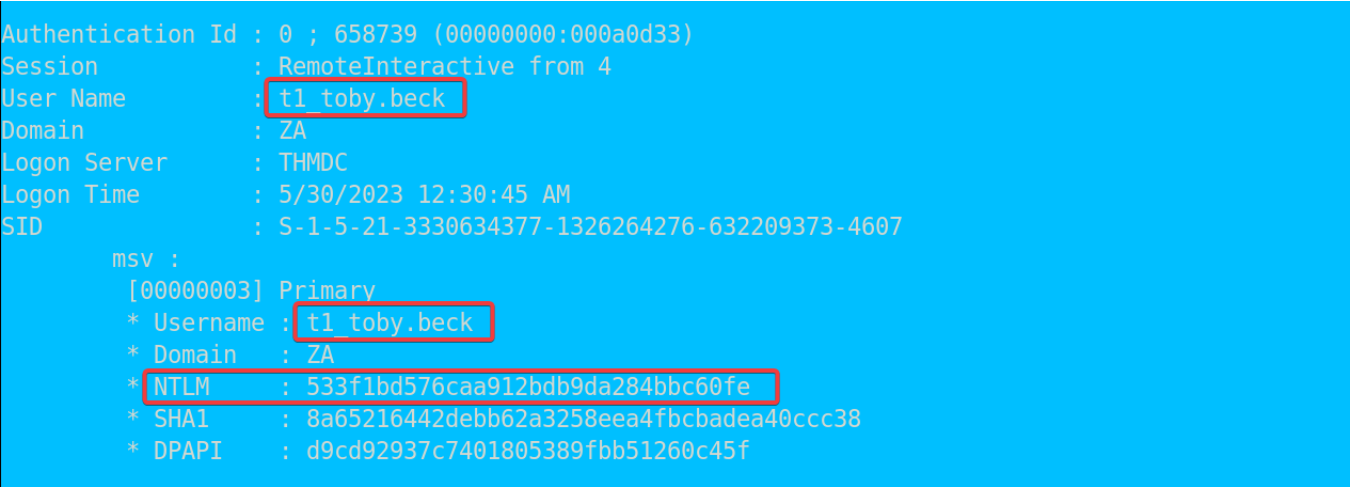 Authentication Id : 0 ; 658739 (00000000:000a0d33)
Session           : RemoteInteractive from 4
User Name         : t1_toby.beck
Domain            : ZA
Logon Server      : THMDC
Logon Time        : 5/30/2023 12:30:45 AM
SID               : S-1-5-21-3330634377-1326264276-632209373-4607
        msv :
         [00000003] Primary
         * Username : t1_toby.beck
         * Domain   : ZA
         * NTLM     : 533f1bd576caa912bdb9da284bbc60fe
         * SHA1     : 8a65216442debb62a3258eea4fbcbadea40ccc38
         * DPAPI    : d9cd92937c7401805389fbb51260c45f